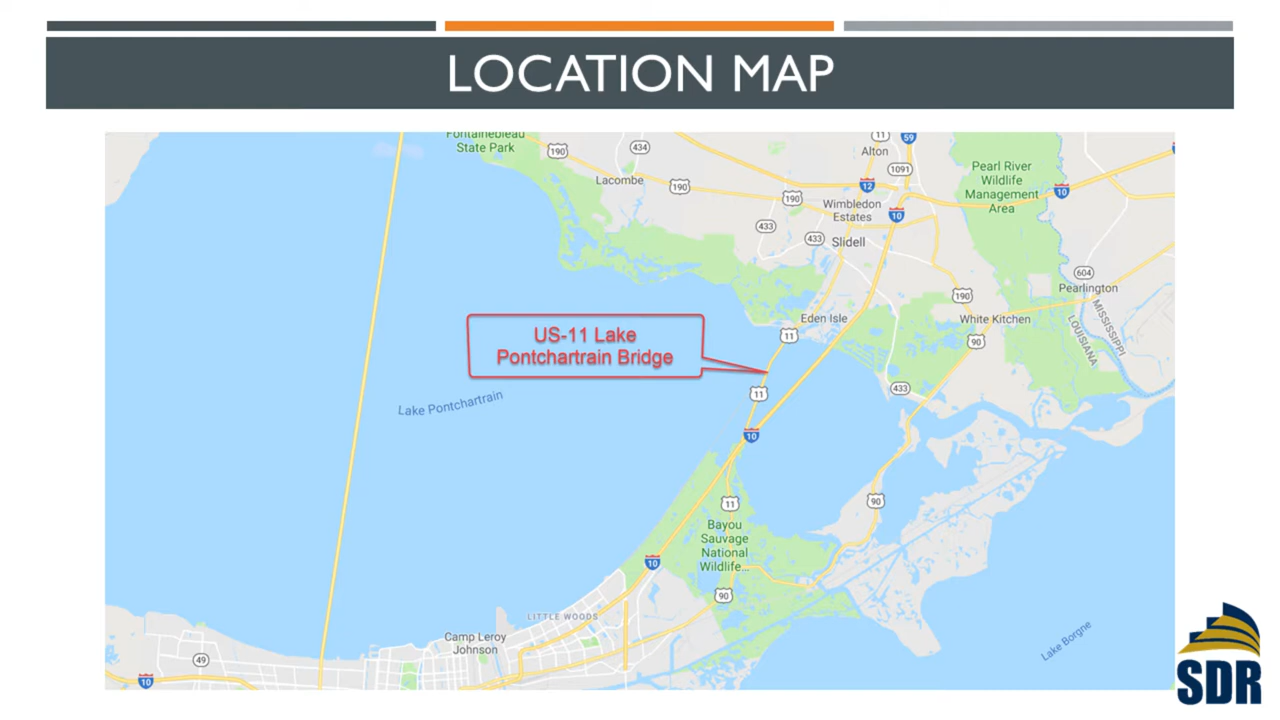 LOCATION MAP
Fontainebleau
State Park
190
434
11
59
Alton
Lacombe
190
1091
12
190
Wimbledon
Estates
10
Pearl River
Wildlife
Management
Area
10
433
433
Slidell
604
Pearlington
190
MISSISSIPPI
LOUISIANA
Eden Isle
White Kitchen
11
90
US-11 Lake
Pontchartrain Bridge
433
11
Lake Pontchartrain
10
11
90
Bayou
Sauvage
National
Wildlife...
10
90
LITTLE WOODS
Camp Leroy
Johnson
49
10
Lake Borgne
SDR